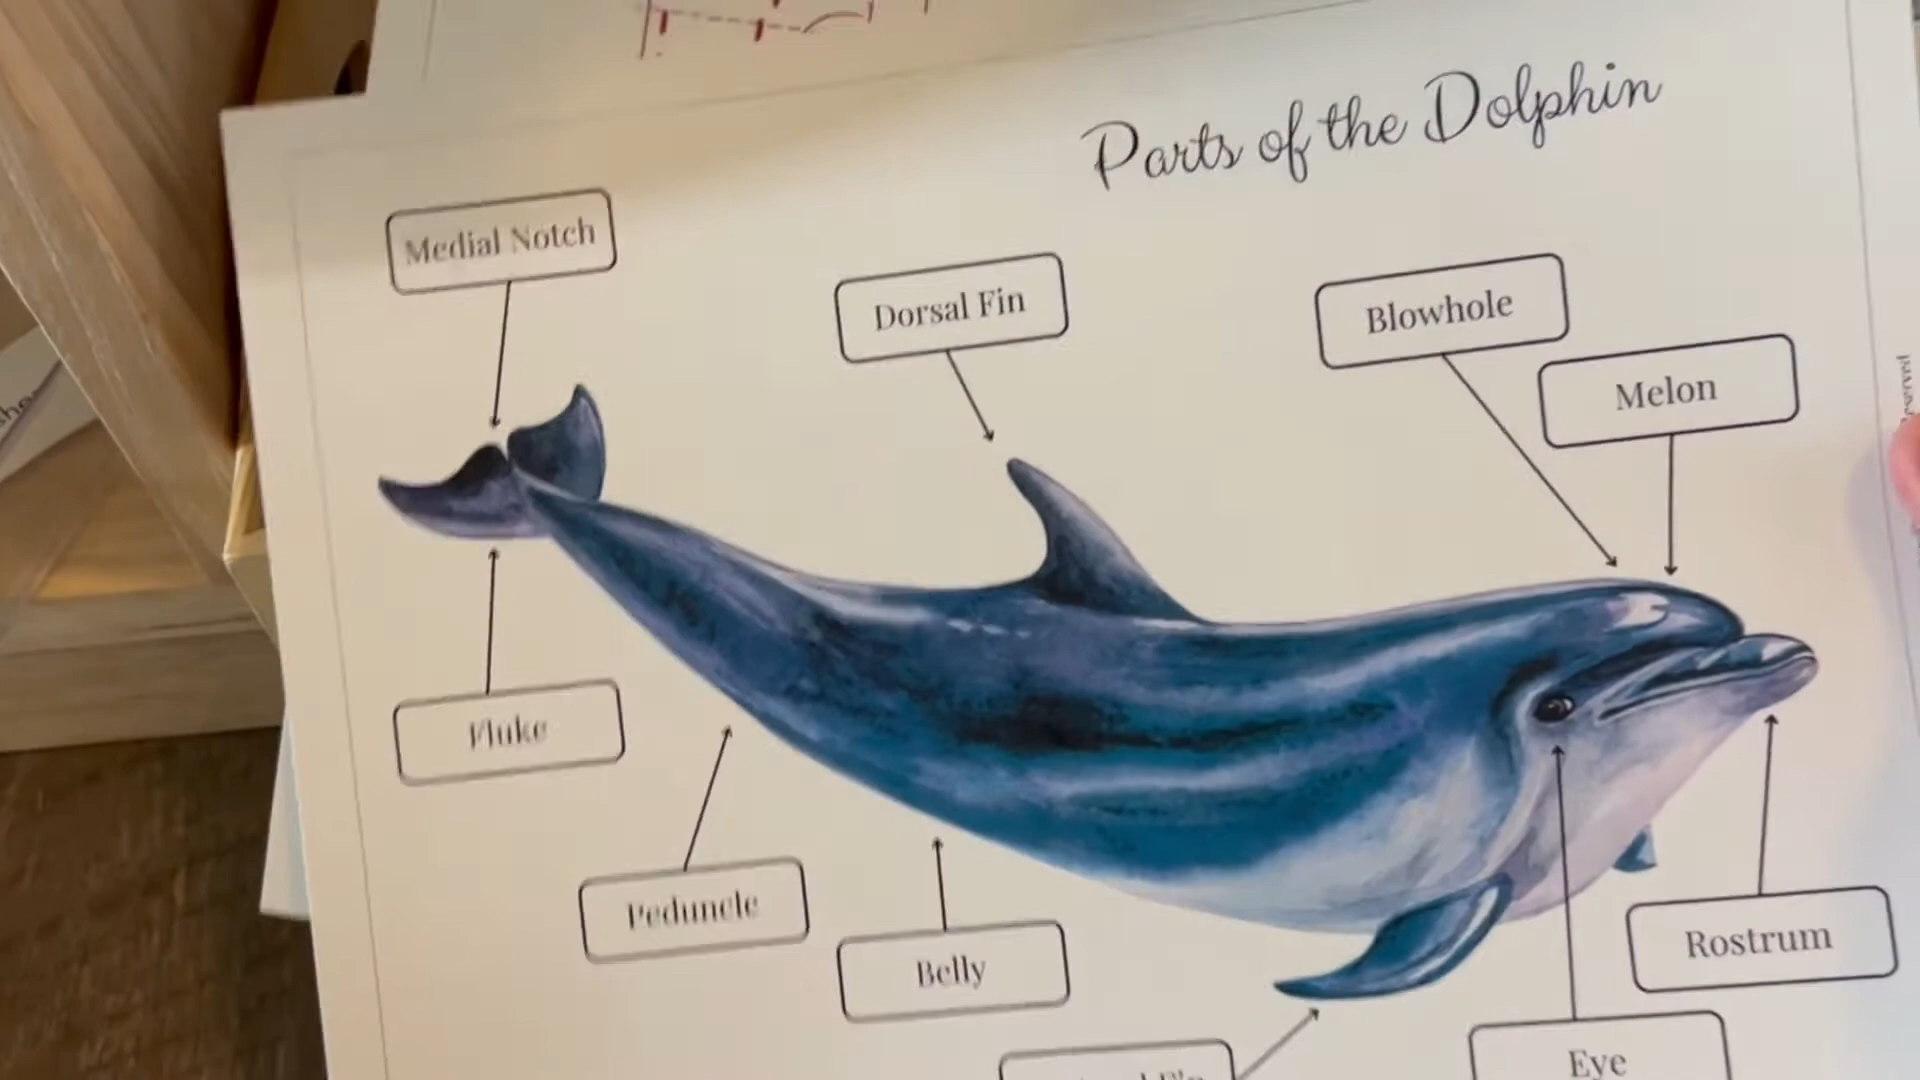 Parts of the Dolphin
Medial Notch
Dorsal Fin
Blowhole
Melon
Fluke
Peduncle
Belly
Rostrum
Eye